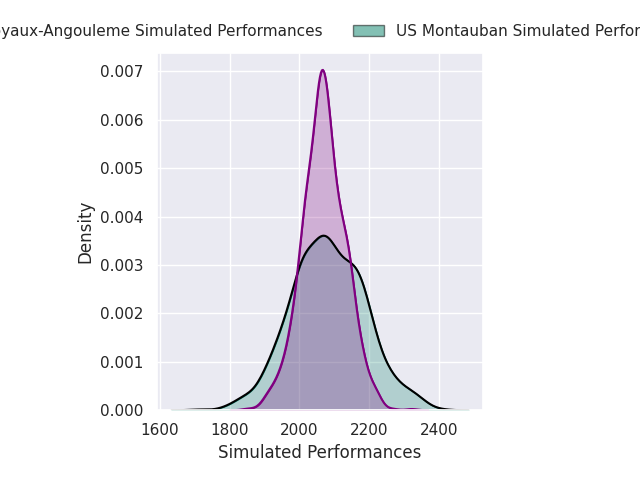 yaux-Angouleme Simulated Performances US Montauban Simulated Perfor
0.007
0.006
0.005
0.004
0.003
0.002
0.001
0.000
Density
1600 1800 2000 2200 2400
Simulated Performances